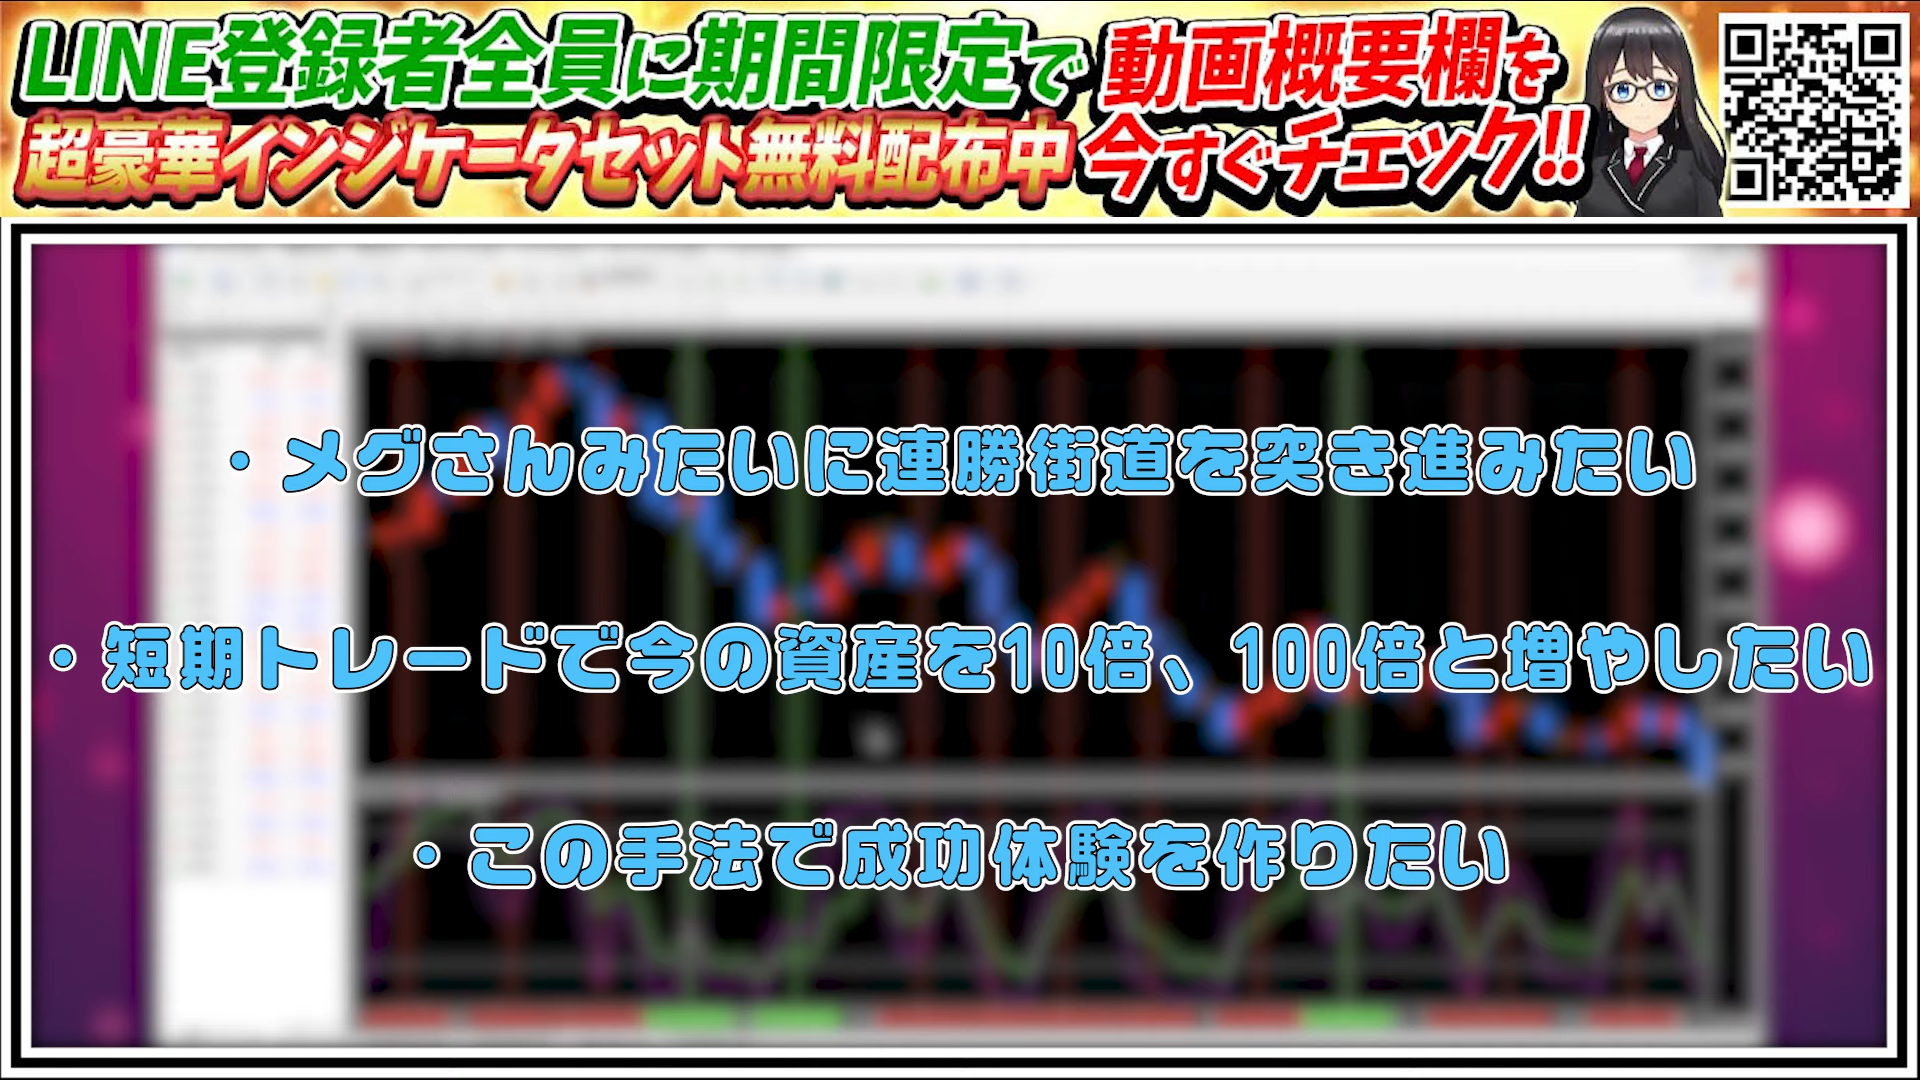 LINE登録者全員に期間限定で
超豪華インジケータセット無料配布中
動画概要欄を
今すぐチェック!!
・メグさんみたいに連勝街道を突き進みたい
・短期トレードで今の資産を10倍、100倍と増やしたい
・この手法で成功体験を作りたい